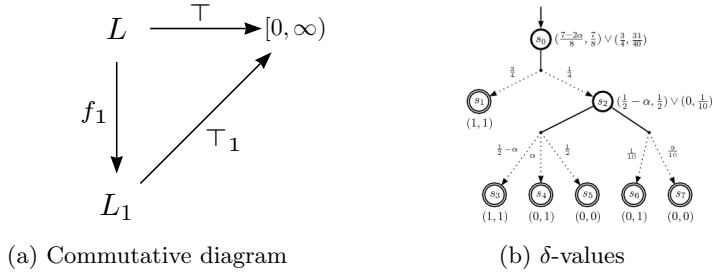 L ⊤ [0, ∞)
f₁ ⊤₁
L₁
(a) Commutative diagram
s₀ (7−2α/8, 7/8) ∨ (3/4, 31/40)
3/4 1/4
s₁ s₂ (1/2 − α, 1/2) ∨ (0, 1/10)
(1, 1)
1/2−α α 1/2 1/10 9/10
s₃ s₄ s₅ s₆ s₇
(1, 1) (0, 1) (0, 0) (0, 1) (0, 0)
(b) δ-values